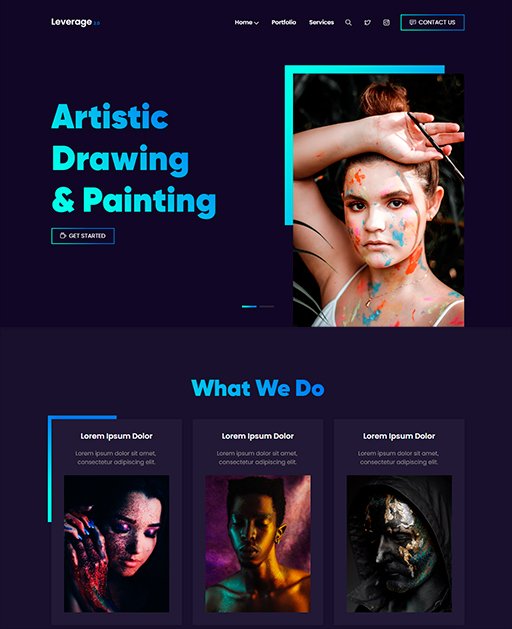 Leverage 2.0
Home Portfolio Services CONTACT US
Artistic
Drawing
& Painting
GET STARTED
What We Do
Lorem Ipsum Dolor
Lorem ipsum dolor sit amet,
consectetur adipiscing elit.
Lorem Ipsum Dolor
Lorem ipsum dolor sit amet,
consectetur adipiscing elit.
Lorem Ipsum Dolor
Lorem ipsum dolor sit amet,
consectetur adipiscing elit.